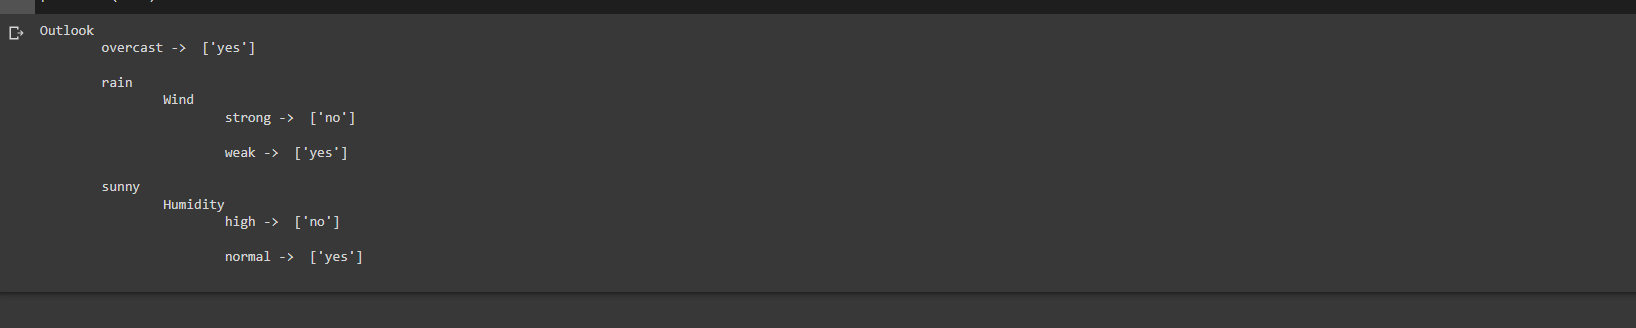 Outlook
overcast -> ['yes']
rain
Wind
strong -> ['no']
weak -> ['yes']
sunny
Humidity
high -> ['no']
normal -> ['yes']